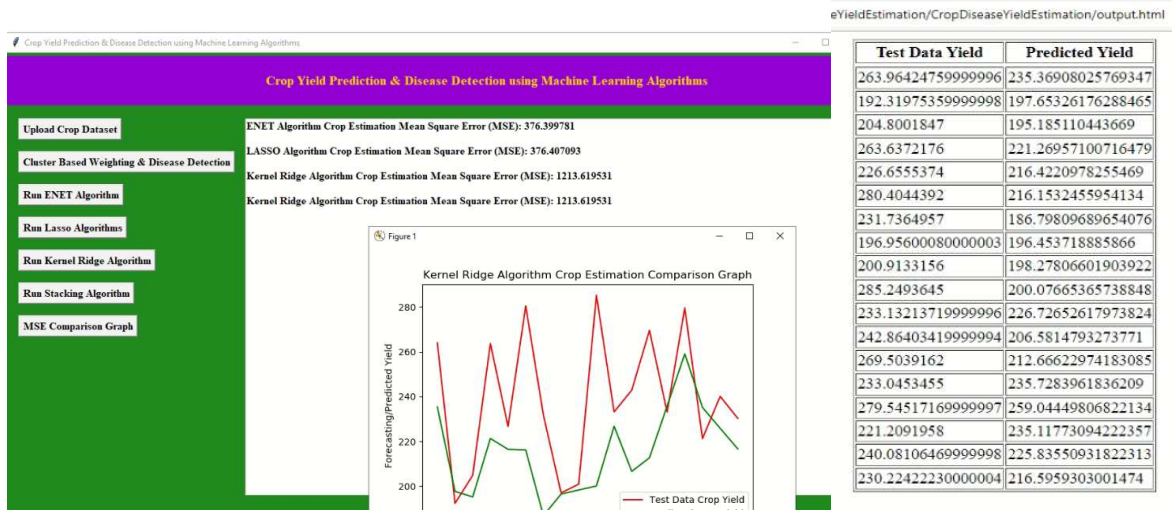 eYieldEstimation/CropDiseaseYieldEstimation/output.html
Crop Yield Prediction & Disease Detection using Machine Learning Algorithms
Crop Yield Prediction & Disease Detection using Machine Learning Algorithms
Upload Crop Dataset
Cluster Based Weighting & Disease Detection
Run ENET Algorithm
Run Lasso Algorithms
Run Kernel Ridge Algorithm
Run Stacking Algorithm
MSE Comparison Graph
ENET Algorithm Crop Estimation Mean Square Error (MSE): 376.399781
LASSO Algorithm Crop Estimation Mean Square Error (MSE): 376.407093
Kernel Ridge Algorithm Crop Estimation Mean Square Error (MSE): 1213.619531
Kernel Ridge Algorithm Crop Estimation Mean Square Error (MSE): 1213.619531
Figure 1
Kernel Ridge Algorithm Crop Estimation Comparison Graph
Forecasting/Predicted Yield
280
260
240
220
200
Test Data Crop Yield
Test Data Yield Predicted Yield
263.96424759999996 235.36908025769347
192.31975359999998 197.65326176288465
204.8001847 195.185110443669
263.6372176 221.26957100716479
226.6555374 216.4220978255469
280.4044392 216.1532455954134
231.7364957 186.79809689654076
196.95600080000003 196.453718885866
200.9133156 198.27806601903922
285.2493645 200.07665365738848
233.13213719999996 226.72652617973824
242.86403419999994 206.5814793273771
269.5039162 212.66622974183085
233.0453455 235.7283961836209
279.54517169999997 259.04449806822134
221.2091958 235.11773094222357
240.08106469999998 225.83550931822313
230.22422230000004 216.5959303001474